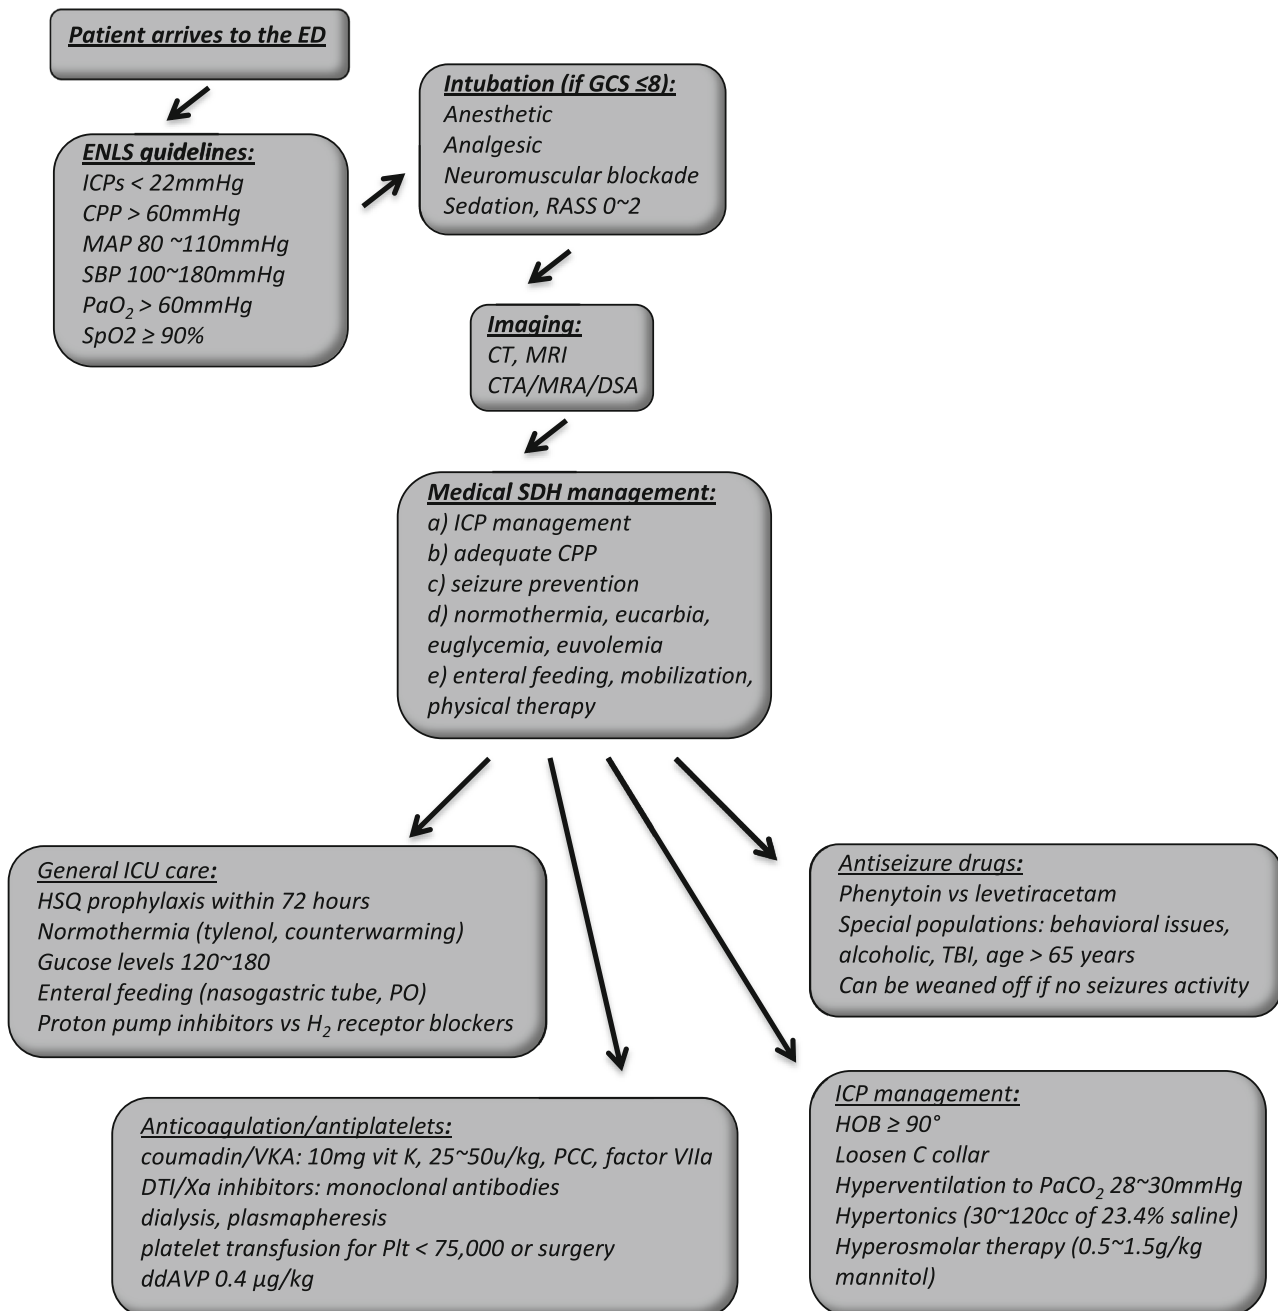 Patient arrives to the ED
ENLS guidelines:
ICPs < 22mmHg
CPP > 60mmHg
MAP 80 ~110mmHg
SBP 100~180mmHg
PaO2 > 60mmHg
SpO2 ≥ 90%
Intubation (if GCS ≤8):
Anesthetic
Analgesic
Neuromuscular blockade
Sedation, RASS 0~2
Imaging:
CT, MRI
CTA/MRA/DSA
Medical SDH management:
a) ICP management
b) adequate CPP
c) seizure prevention
d) normothermia, eucarbia,
euglycemia, euvolemia
e) enteral feeding, mobilization,
physical therapy
General ICU care:
HSQ prophylaxis within 72 hours
Normothermia (tylenol, counterwarming)
Gucose levels 120~180
Enteral feeding (nasogastric tube, PO)
Proton pump inhibitors vs H2 receptor blockers
Anticoagulation/antiplatelets:
coumadin/VKA: 10mg vit K, 25~50u/kg, PCC, factor VIIa
DTI/Xa inhibitors: monoclonal antibodies
dialysis, plasmapheresis
platelet transfusion for Plt < 75,000 or surgery
ddAVP 0.4 µg/kg
Antiseizure drugs:
Phenytoin vs levetiracetam
Special populations: behavioral issues,
alcoholic, TBI, age > 65 years
Can be weaned off if no seizures activity
ICP management:
HOB ≥ 90°
Loosen C collar
Hyperventilation to PaCO2 28~30mmHg
Hypertonics (30~120cc of 23.4% saline)
Hyperosmolar therapy (0.5~1.5g/kg
mannitol)